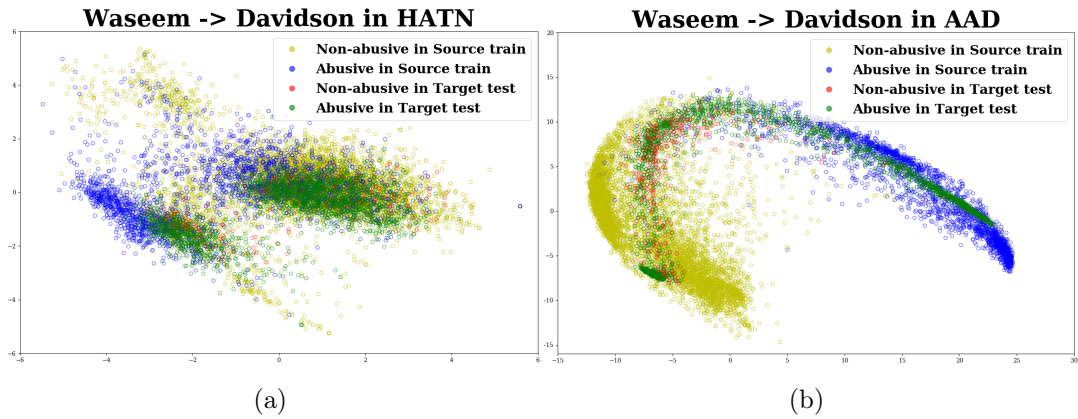 Waseem -> Davidson in HATN
Non-abusive in Source train
Abusive in Source train
Non-abusive in Target test
Abusive in Target test
6
4
2
0
−2
−4
−6
−6
−4
−2
0
2
4
6
(a)
Waseem -> Davidson in AAD
Non-abusive in Source train
Abusive in Source train
Non-abusive in Target test
Abusive in Target test
20
15
10
5
0
−5
−10
−15
−15
−10
−5
0
5
10
15
20
25
30
(b)